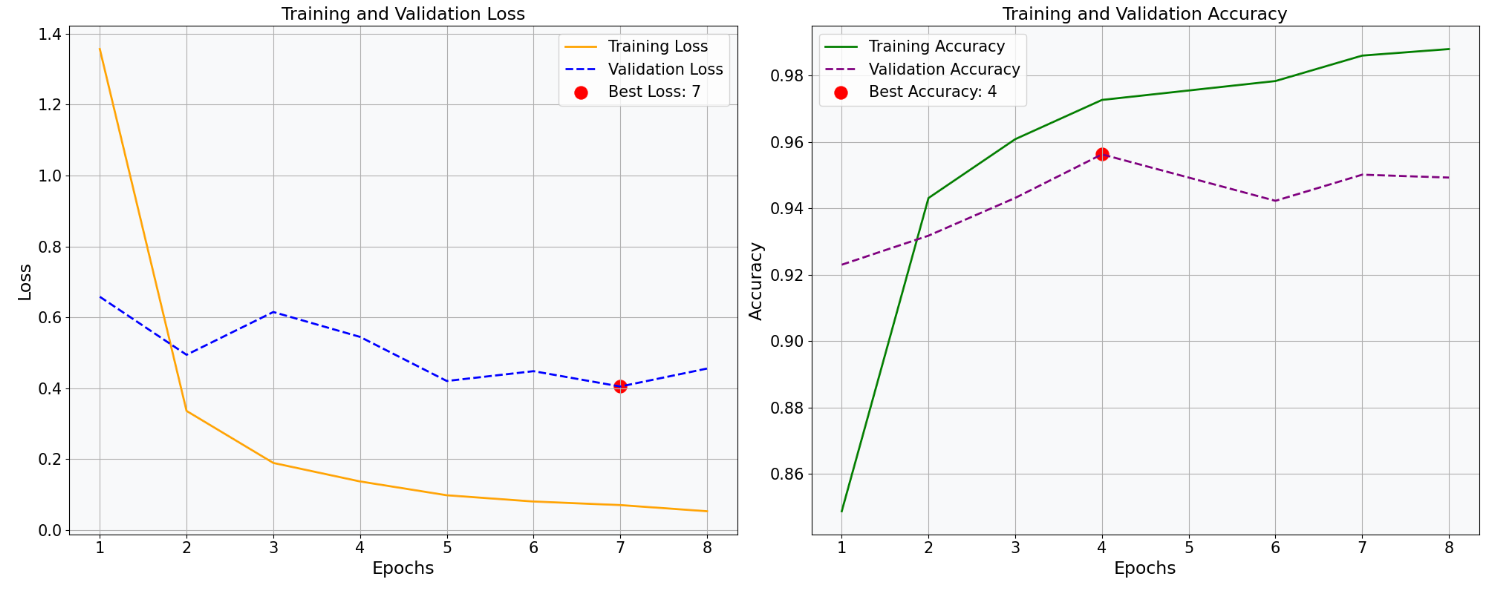 Training and Validation Loss
1.4
1.2
1.0
0.8
0.6
0.4
0.2
0.0
Loss
Training Loss
Validation Loss
Best Loss: 7
1 2 3 4 5 6 7 8
Epochs
Training and Validation Accuracy
0.98
0.96
0.94
0.92
0.90
0.88
0.86
Accuracy
Training Accuracy
Validation Accuracy
Best Accuracy: 4
1 2 3 4 5 6 7 8
Epochs